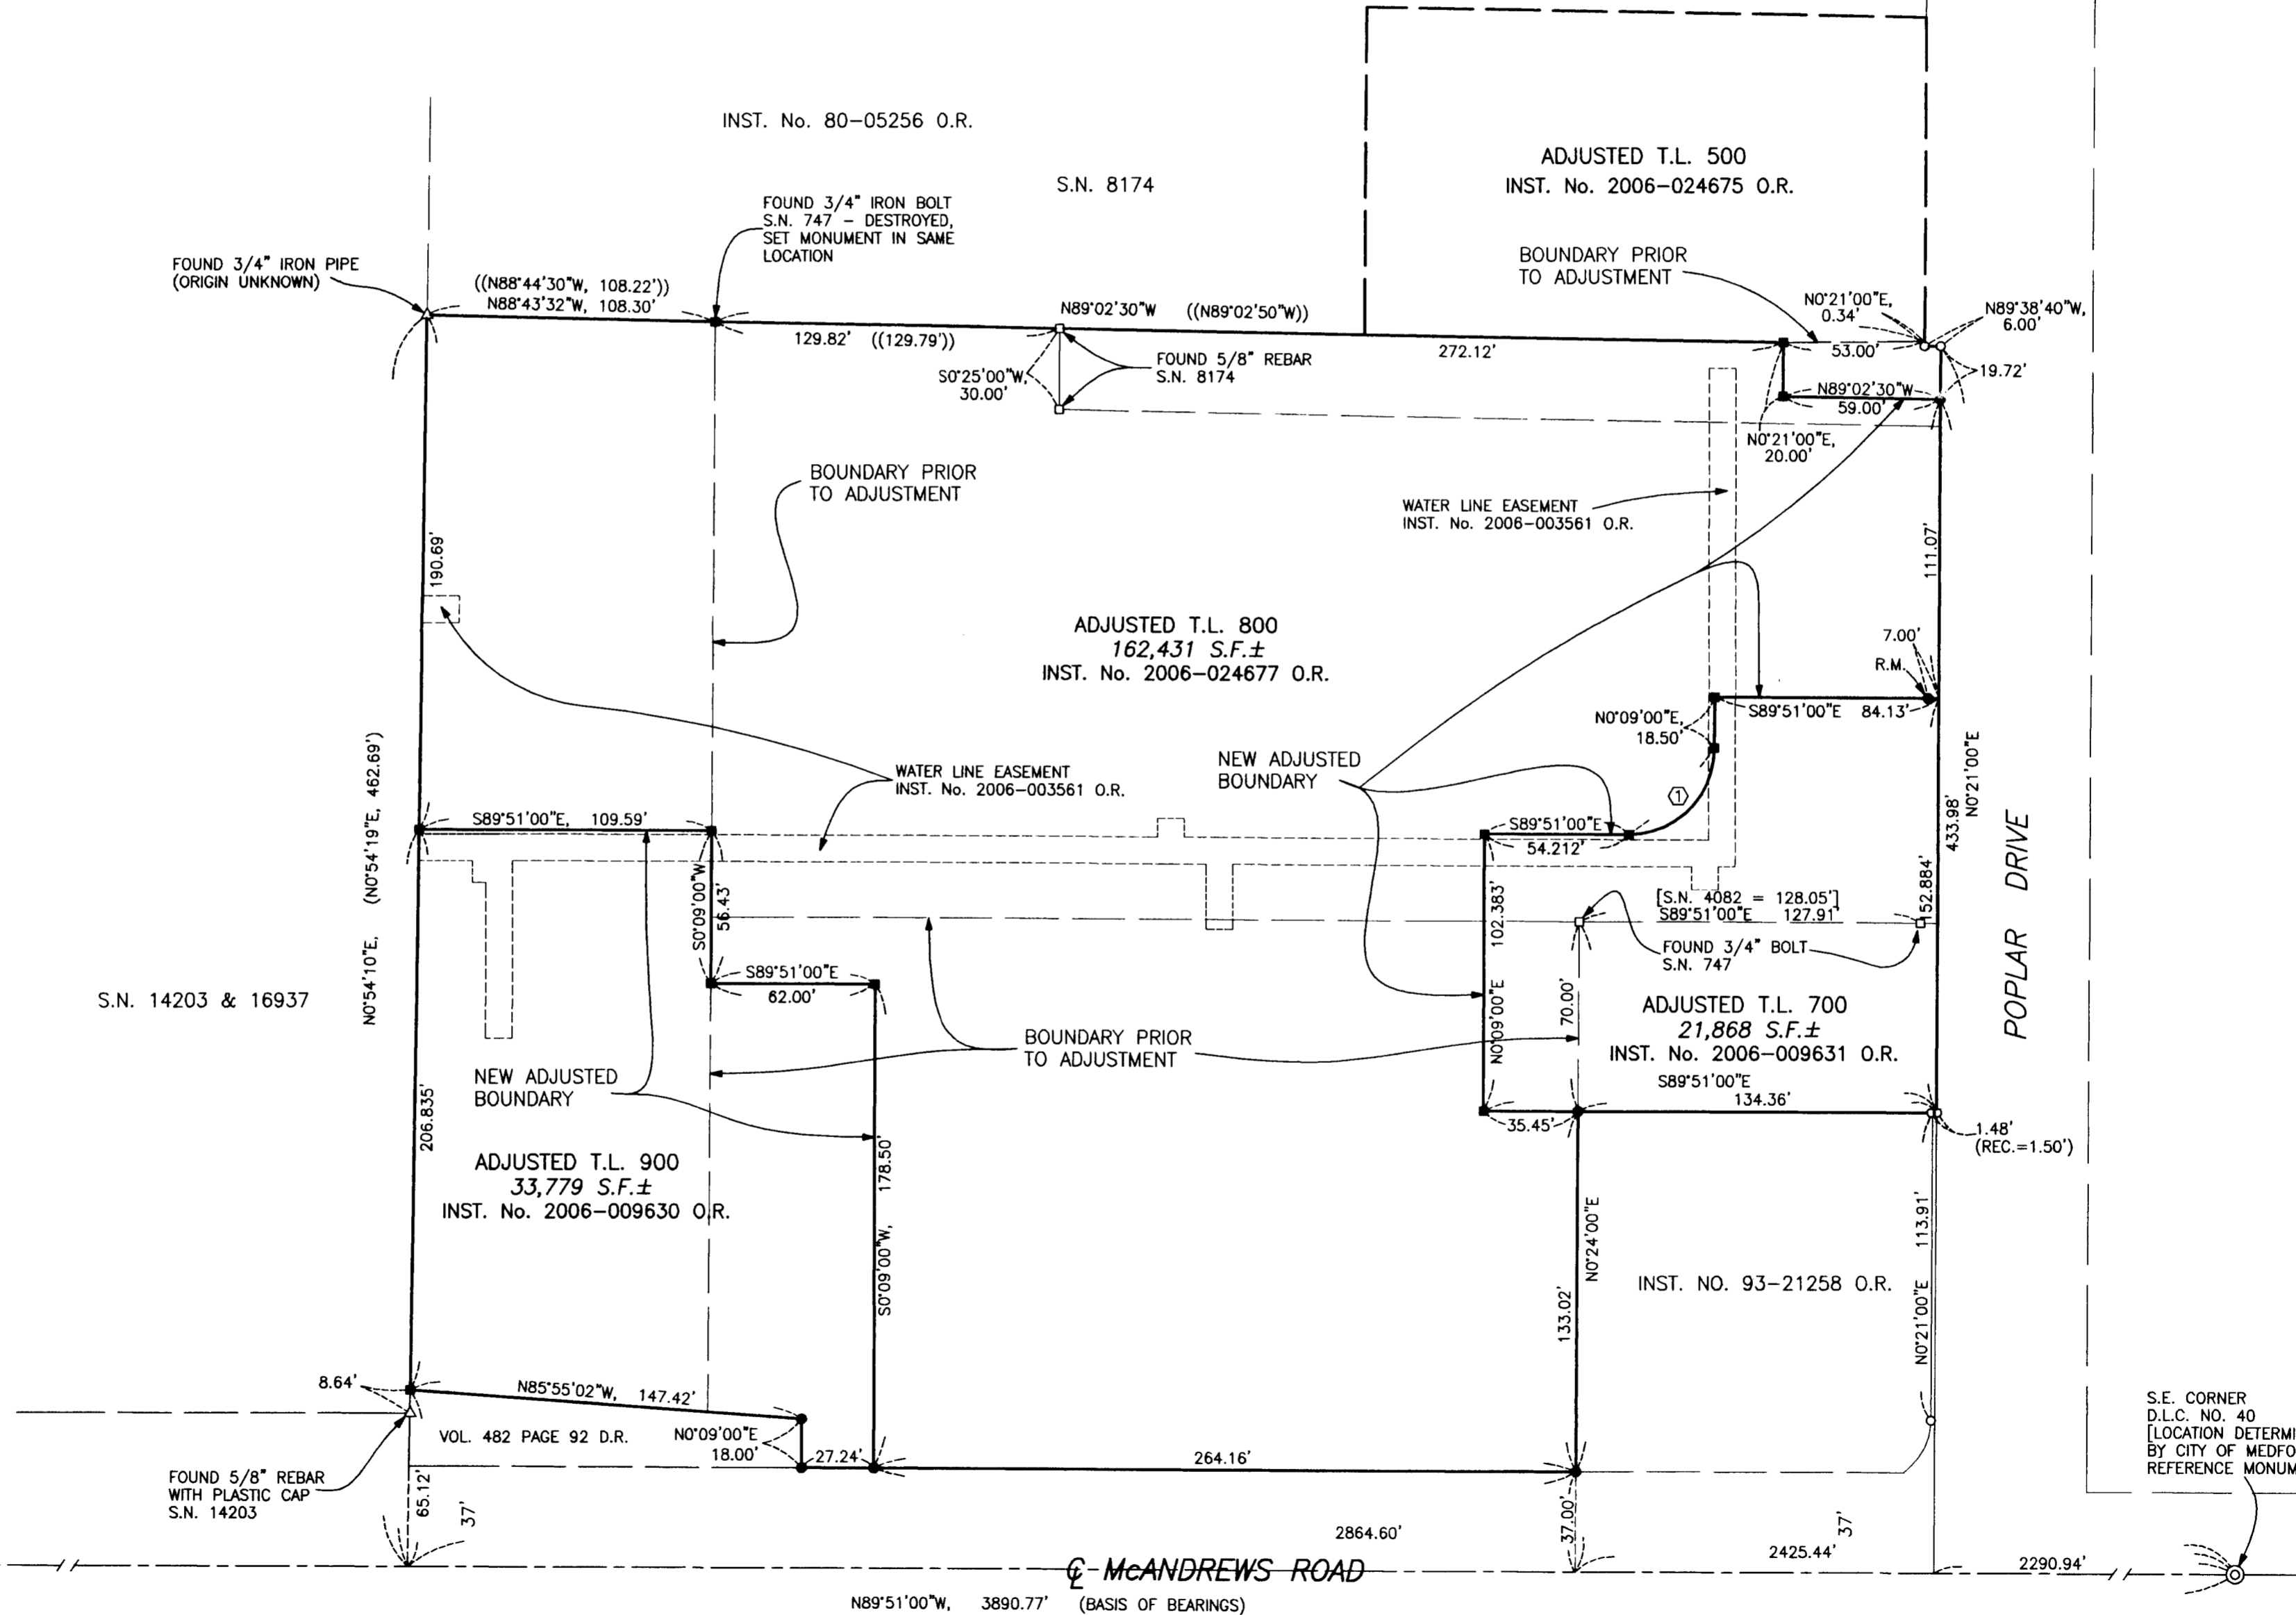 INST. No. 80-05256 O.R.
S.N. 8174
ADJUSTED T.L. 500
INST. No. 2006-024675 O.R.
FOUND 3/4" IRON BOLT
S.N. 747 - DESTROYED,
SET MONUMENT IN SAME
LOCATION
FOUND 3/4" IRON PIPE
(ORIGIN UNKNOWN)
((N88°44'30"W, 108.22'))
N88°43'32"W, 108.30'
129.82' ((129.79'))
N89°02'30"W ((N89°02'50"W))
272.12'
BOUNDARY PRIOR
TO ADJUSTMENT
N0°21'00"E,
0.34'
N89°38'40"W,
6.00'
53.00'
19.72'
N89°02'30"W
59.00'
N0°21'00"E,
20.00'
S0°25'00"W,
30.00'
FOUND 5/8" REBAR
S.N. 8174
BOUNDARY PRIOR
TO ADJUSTMENT
WATER LINE EASEMENT
INST. No. 2006-003561 O.R.
190.69'
111.07'
ADJUSTED T.L. 800
162,431 S.F.±
INST. No. 2006-024677 O.R.
7.00'
R.M.
S89°51'00"E 84.13'
N0°09'00"E,
18.50'
1
NEW ADJUSTED
BOUNDARY
WATER LINE EASEMENT
INST. No. 2006-003561 O.R.
N0°54'10"E, (N0°54'19"E, 462.69')
S89°51'00"E, 109.59'
S0°09'00"W
56.43'
S89°51'00"E
54.212'
433.98'
N0°21'00"E
POPLAR DRIVE
152.884'
[S.N. 4082 = 128.05']
S89°51'00"E 127.91'
FOUND 3/4" BOLT
S.N. 747
102.383'
N0°09'00"E
70.00'
S89°51'00"E
62.00'
S.N. 14203 & 16937
ADJUSTED T.L. 700
21,868 S.F.±
INST. No. 2006-009631 O.R.
S89°51'00"E
134.36'
BOUNDARY PRIOR
TO ADJUSTMENT
NEW ADJUSTED
BOUNDARY
35.45'
1.48'
(REC.=1.50')
206.835'
ADJUSTED T.L. 900
33,779 S.F.±
INST. No. 2006-009630 O.R.
178.50'
S0°09'00"W,
N0°24'00"E
133.02'
INST. NO. 93-21258 O.R.
113.91'
N0°21'00"E
8.64'
N85°55'02"W, 147.42'
VOL. 482 PAGE 92 D.R.
N0°09'00"E
18.00'
27.24'
264.16'
FOUND 5/8" REBAR
WITH PLASTIC CAP
S.N. 14203
65.12'
37'
37.00'
37'
S.E. CORNER
D.L.C. NO. 40
[LOCATION DETERMI
BY CITY OF MEDFO
REFERENCE MONUM
2864.60'
2425.44'
2290.94'
℄ McANDREWS ROAD
N89°51'00"W, 3890.77' (BASIS OF BEARINGS)